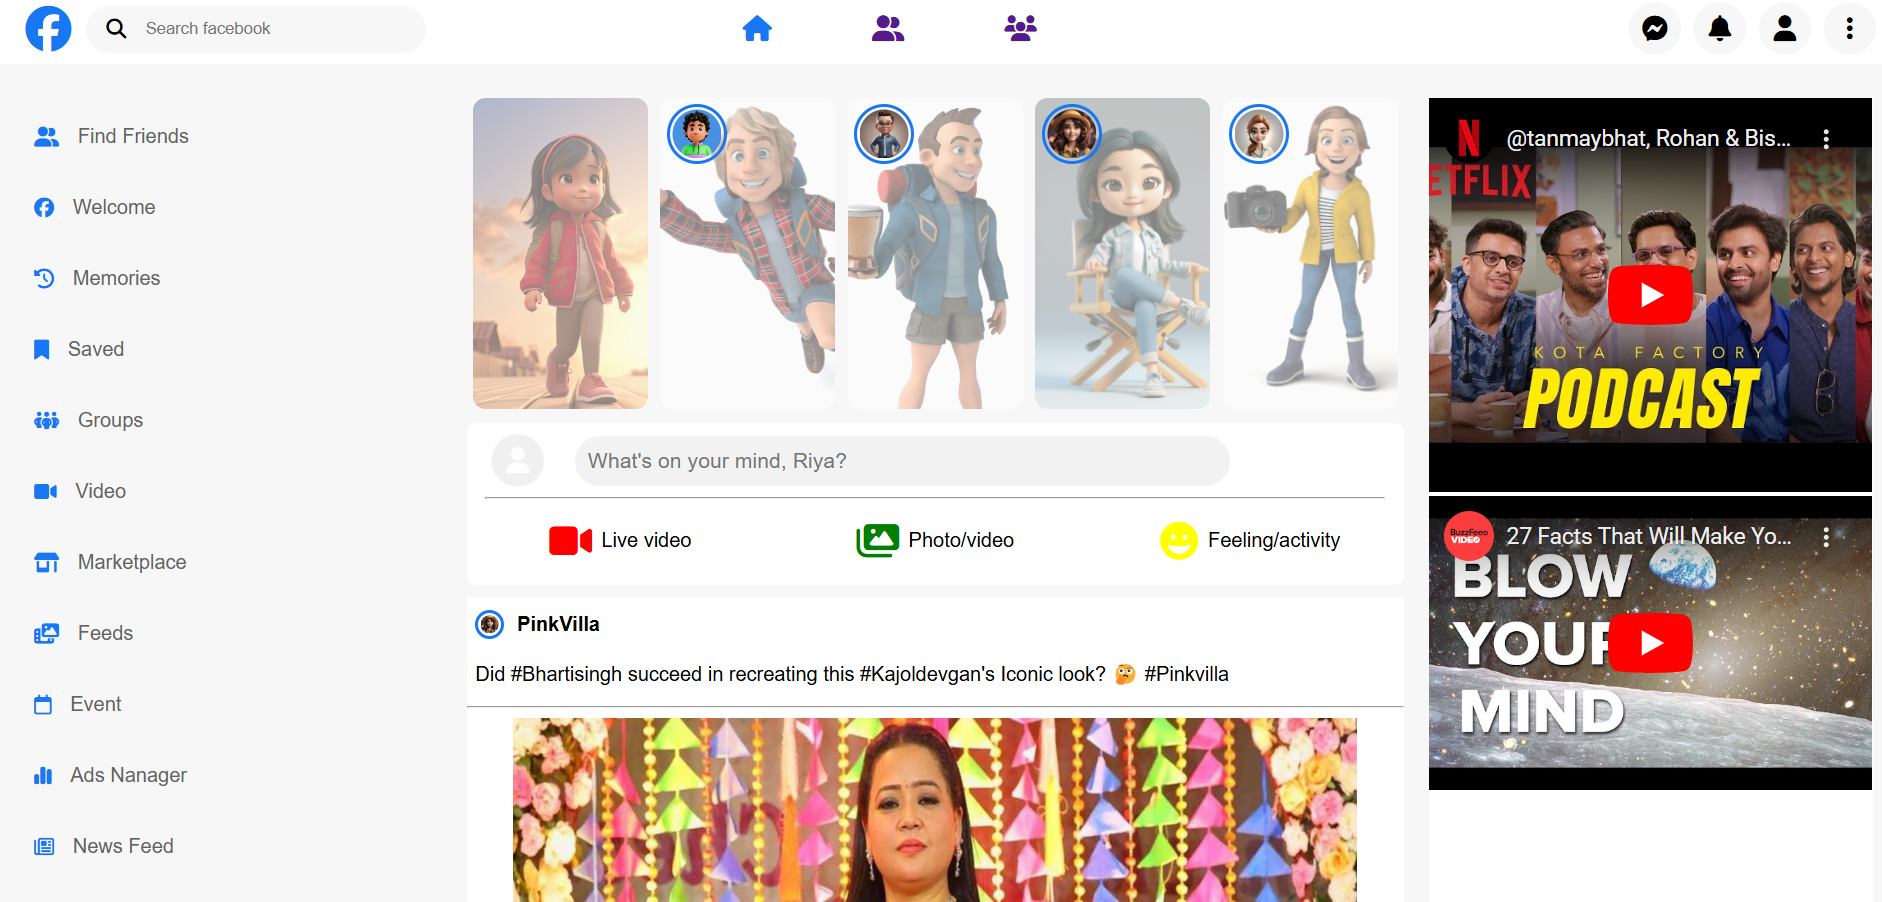 Search facebook
Find Friends
Welcome
Memories
Saved
Groups
Video
Marketplace
Feeds
Event
Ads Nanager
News Feed
What's on your mind, Riya?
Live video
Photo/video
Feeling/activity
PinkVilla
Did #Bhartisingh succeed in recreating this #Kajoldevgan's Iconic look? 🤔 #Pinkvilla
N
@tanmaybhat, Rohan & Bis...
ETFLIX
KOTA FACTORY
PODCAST
BuzzFeed
VIDEO
27 Facts That Will Make Yo...
BLOW
YOUR
MIND